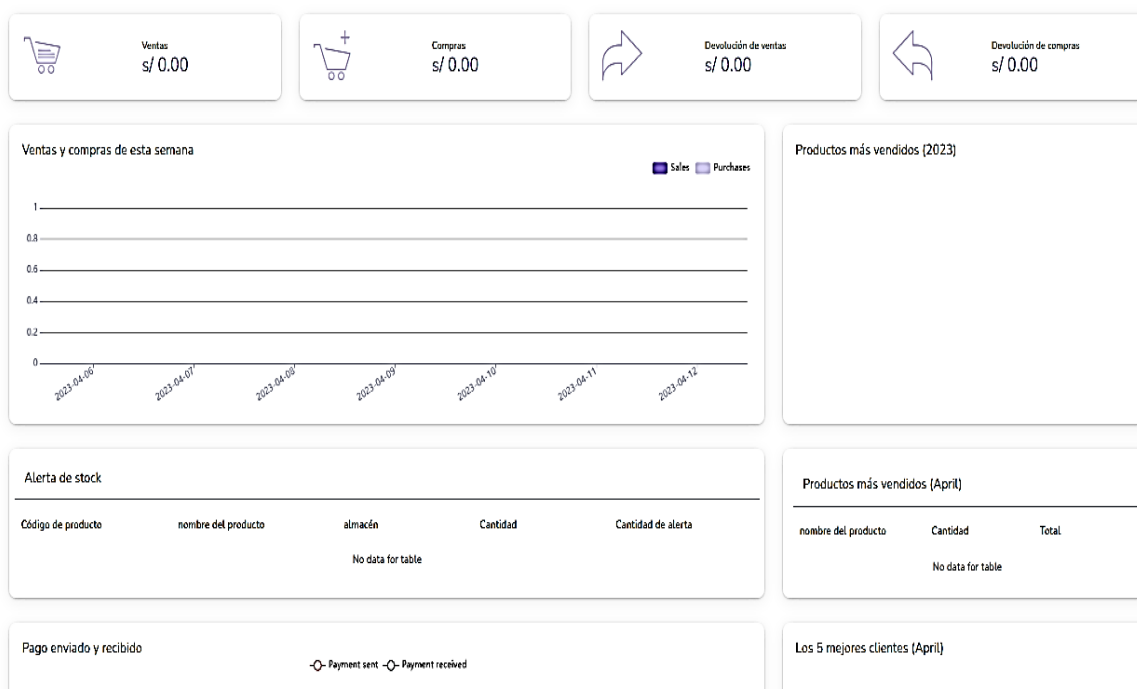 Ventas
s/ 0.00
Compras
s/ 0.00
Devolución de ventas
s/ 0.00
Devolución de compras
s/ 0.00
Ventas y compras de esta semana
Sales Purchases
1
0.8
0.6
0.4
0.2
0
2023-04-06 2023-04-07 2023-04-08 2023-04-09 2023-04-10 2023-04-11 2023-04-12
Productos más vendidos (2023)
Alerta de stock
Código de producto nombre del producto almacén Cantidad Cantidad de alerta
No data for table
Productos más vendidos (April)
nombre del producto Cantidad Total
No data for table
Pago enviado y recibido
Payment sent Payment received
Los 5 mejores clientes (April)